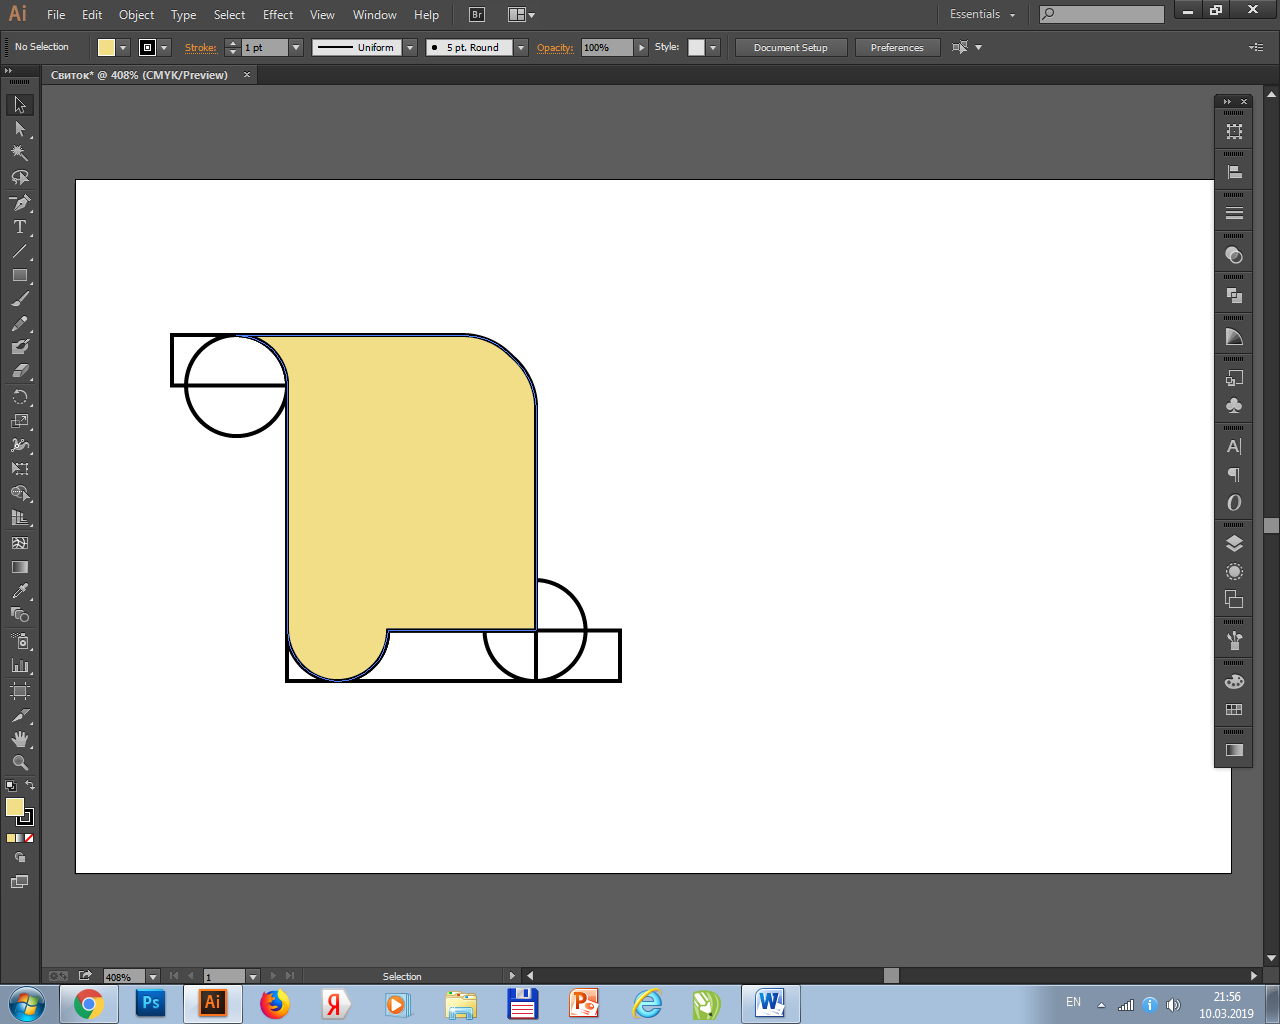 Ai File Edit Object Type Select Effect View Window Help Br Essentials
No Selection Stroke: 1 pt Uniform 5 pt. Round Opacity: 100% Style: Document Setup Preferences
Свиток* @ 408% (CMYK/Preview) ×
T
A
O
408% 1 Selection
Ps Ai Я P W EN 21:56
10.03.2019